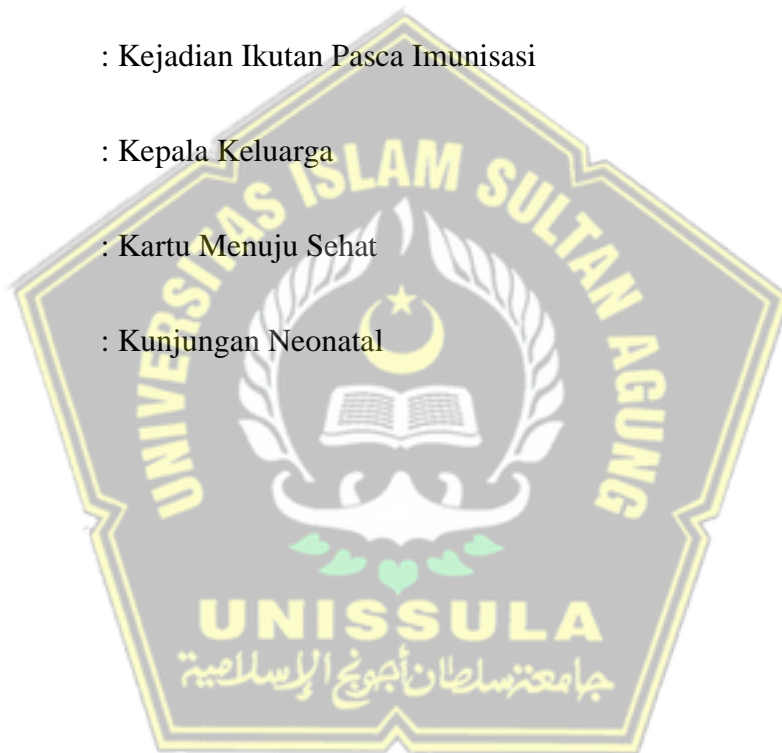 : Kejadian Ikutan Pasca Imunisasi
: Kepala Keluarga
: Kartu Menuju Sehat
: Kunjungan Neonatal
UNIVERSITAS ISLAM SULTAN AGUNG
UNISSULA
جامعة سلطان أجونج الإسلامية